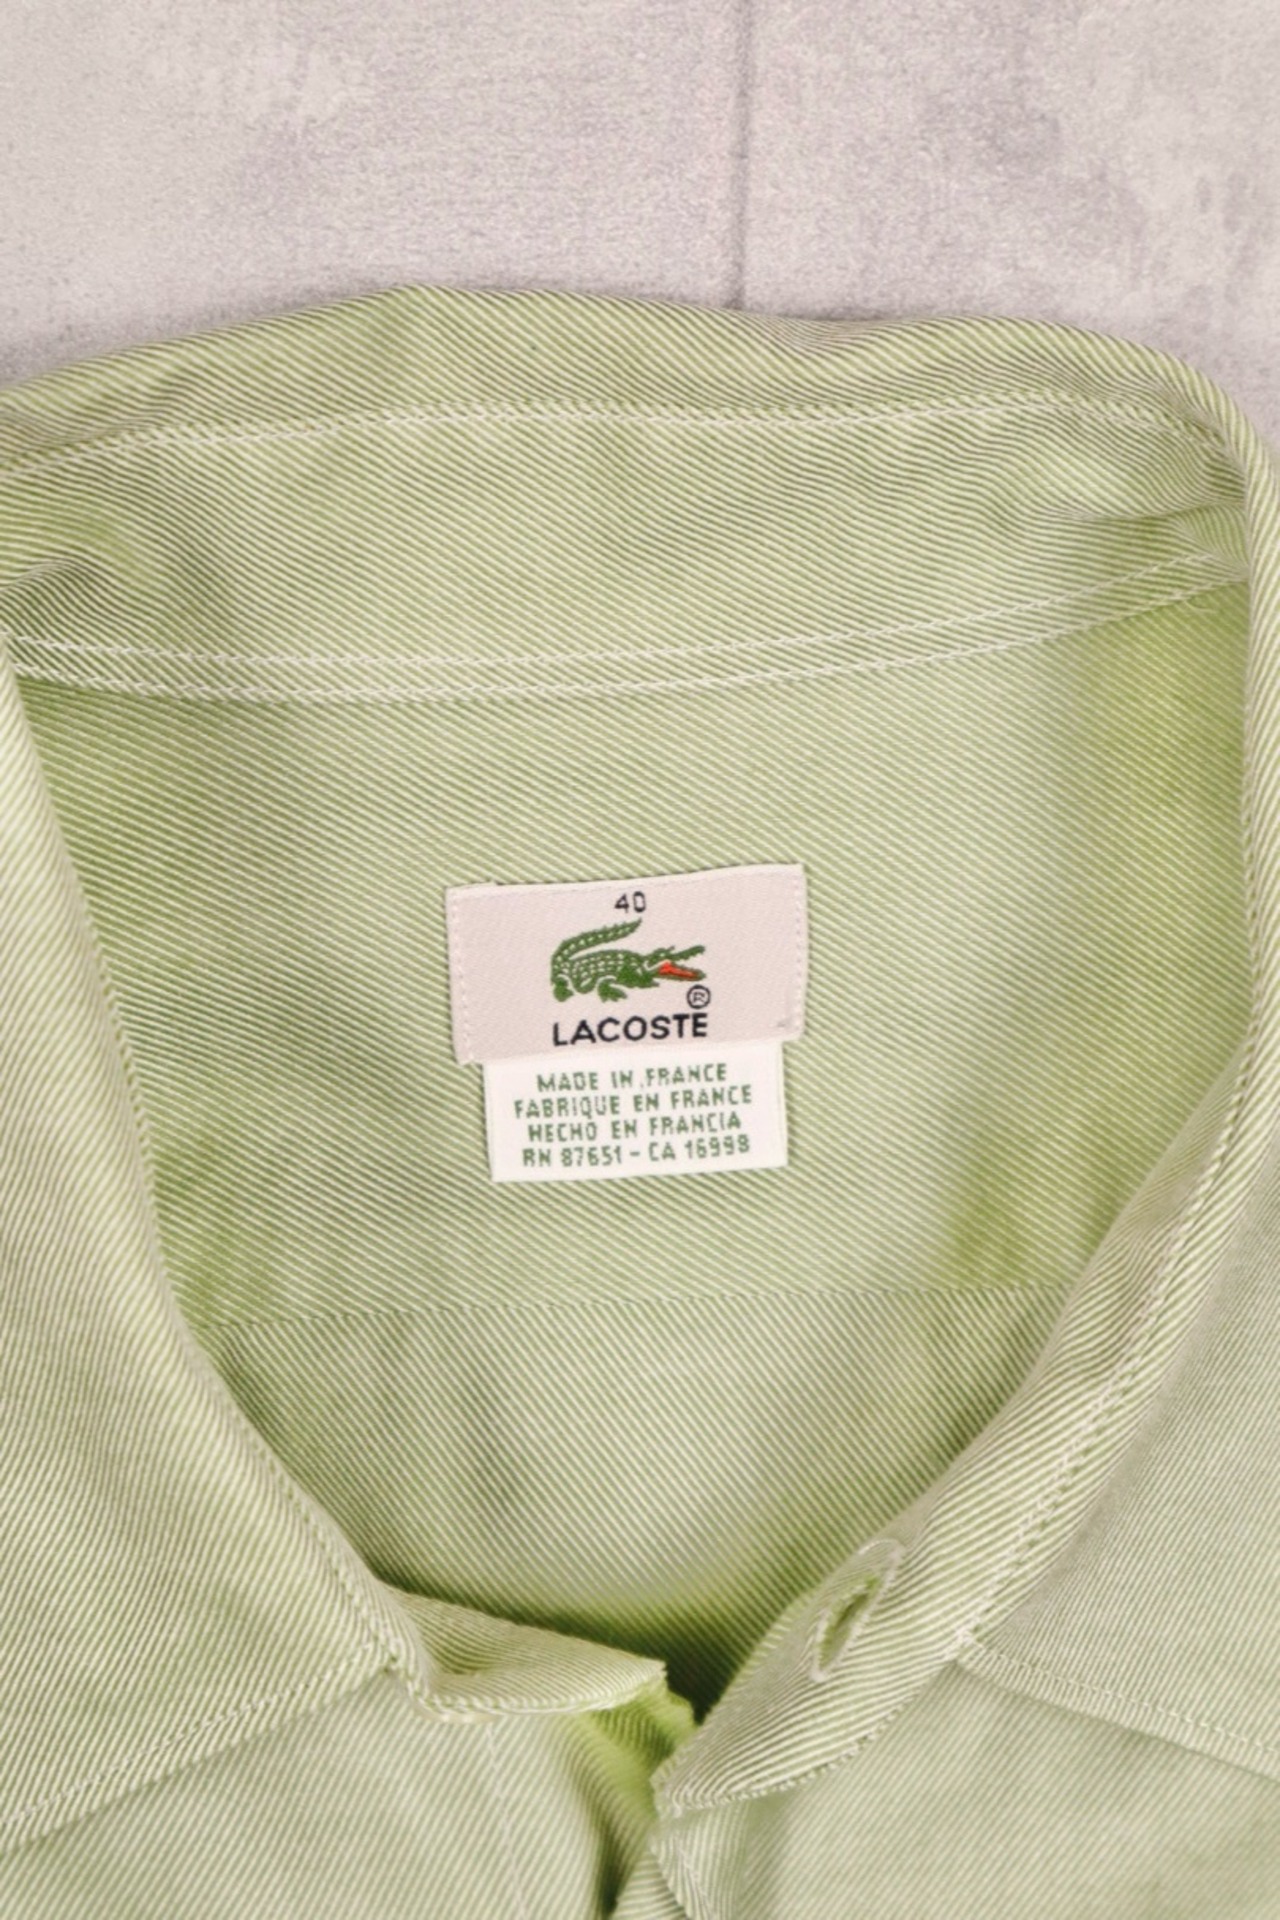 40
®
LACOSTE
MADE IN FRANCE
FABRIQUE EN FRANCE
HECHO EN FRANCIA
RN 87651 - CA 16998